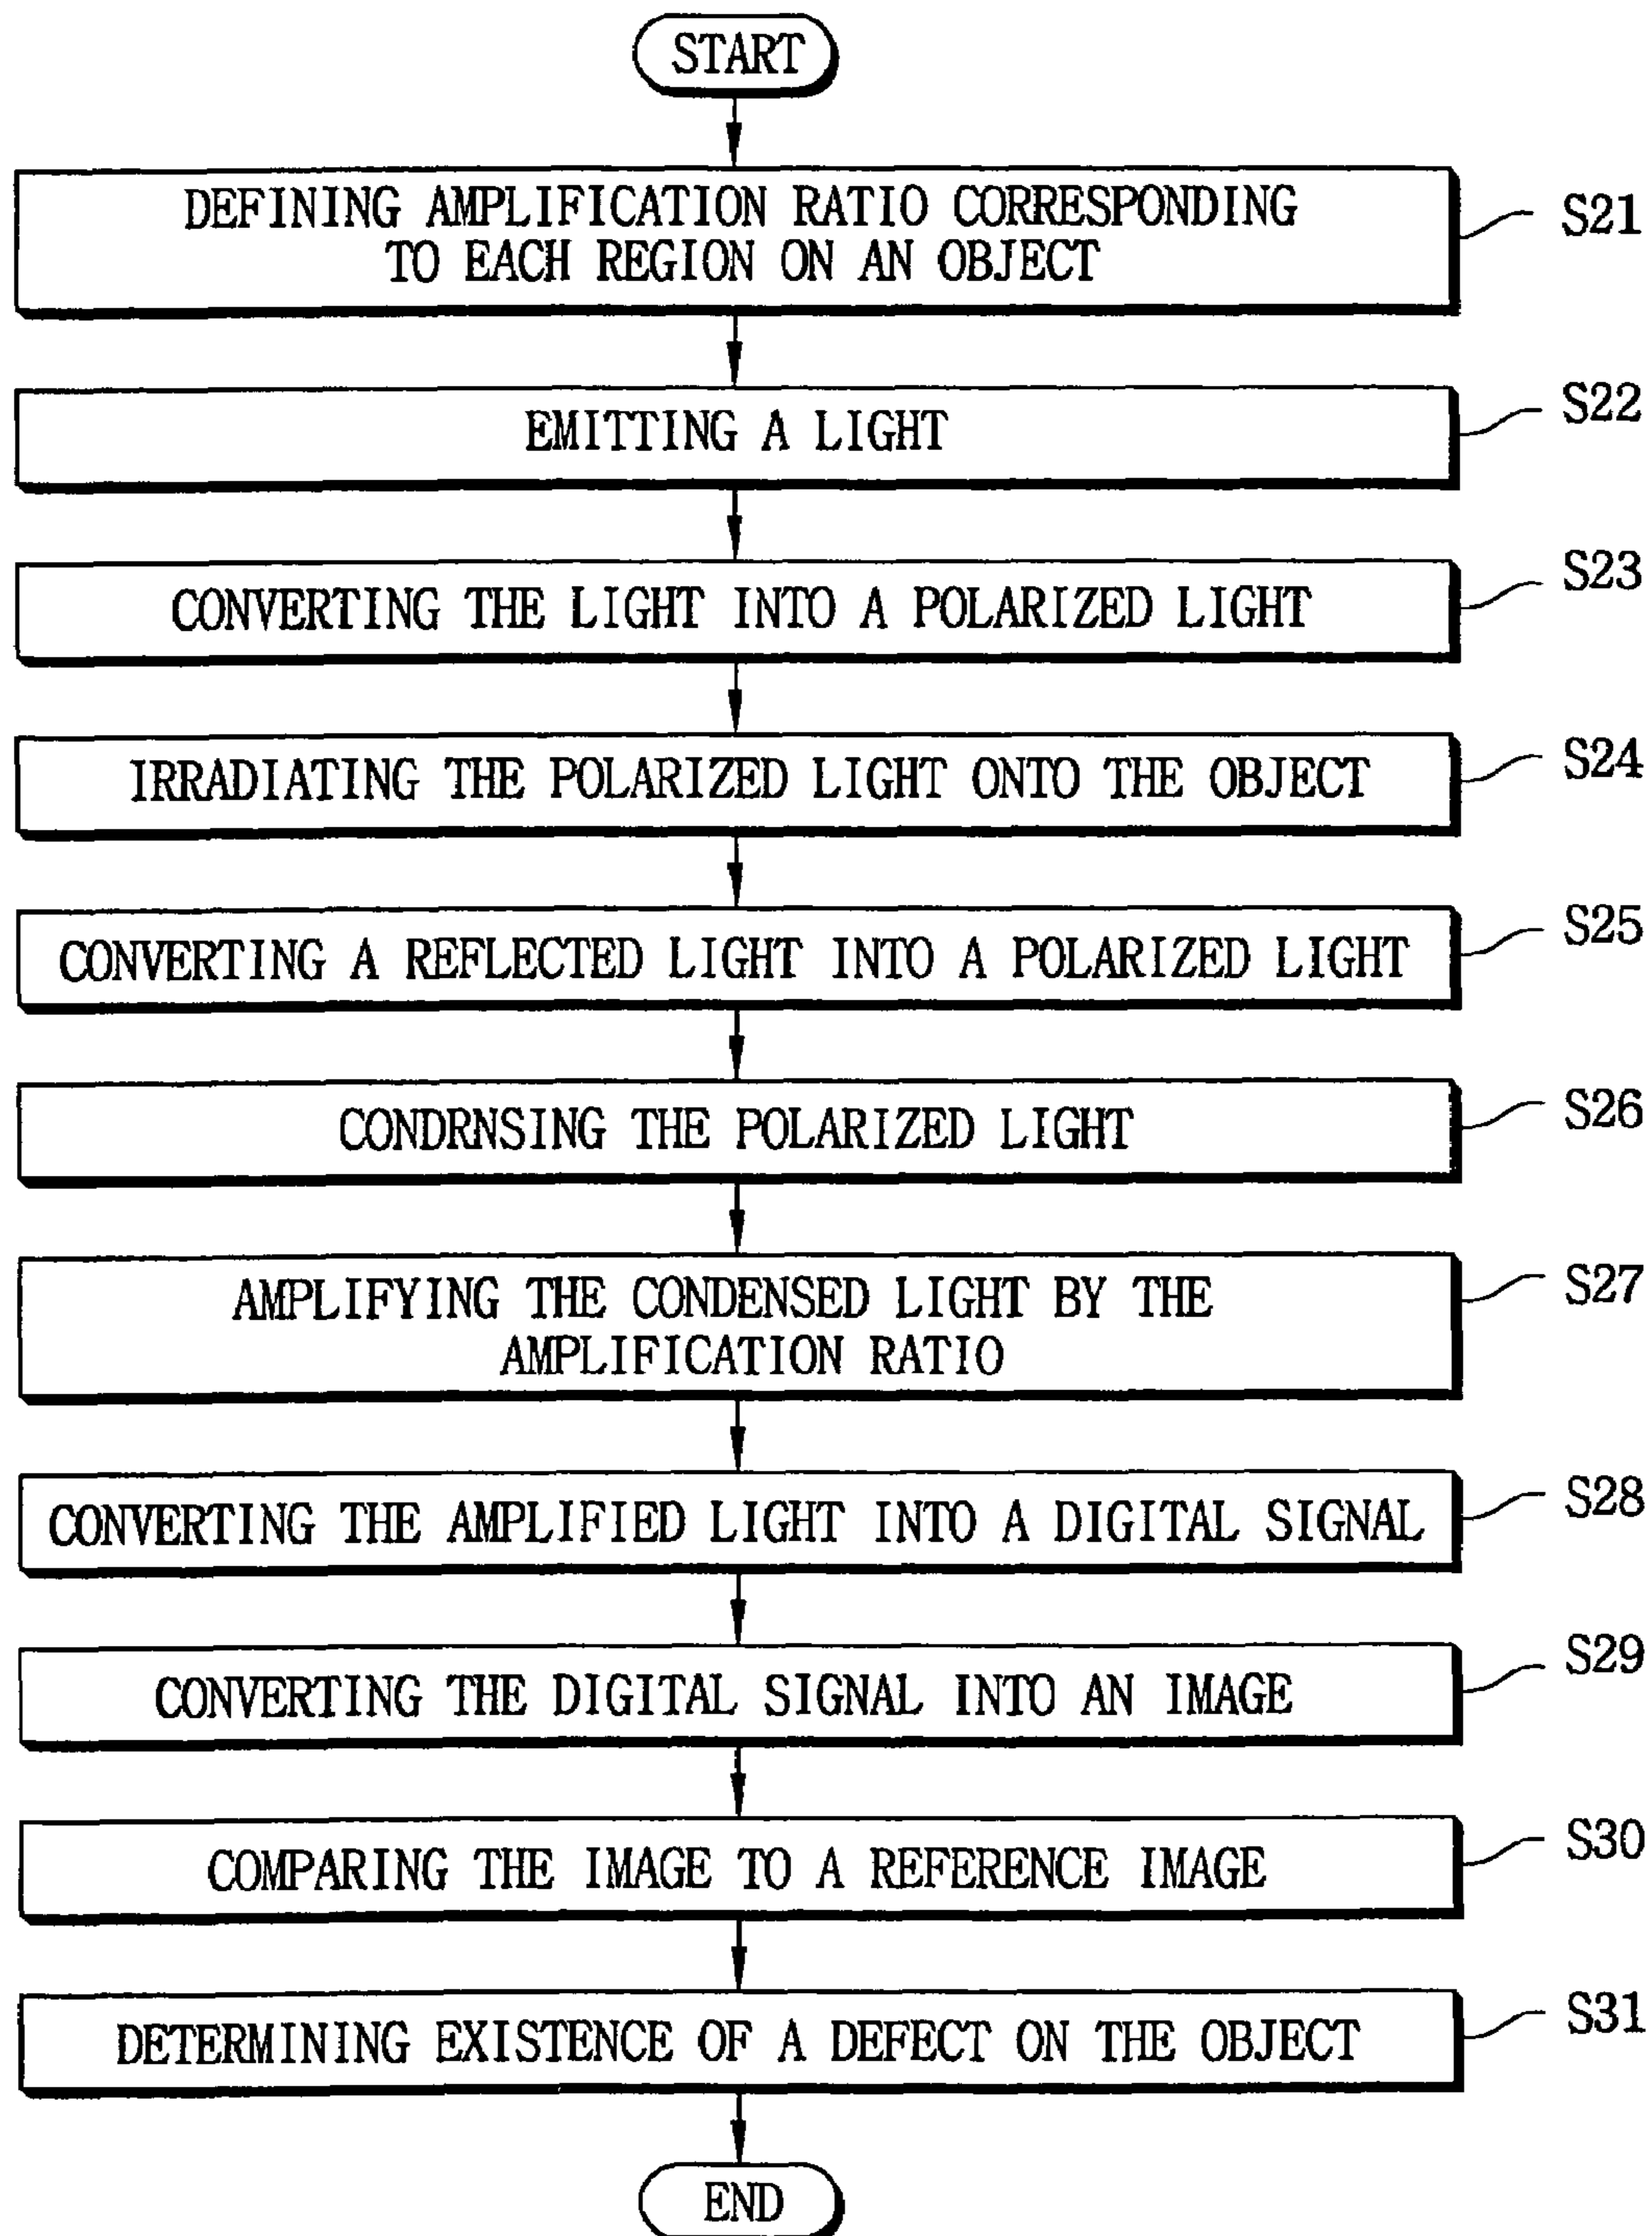 START
DEFINING AMPLIFICATION RATIO CORRESPONDING
TO EACH REGION ON AN OBJECT
S21
EMITTING A LIGHT
S22
CONVERTING THE LIGHT INTO A POLARIZED LIGHT
S23
IRRADIATING THE POLARIZED LIGHT ONTO THE OBJECT
S24
CONVERTING A REFLECTED LIGHT INTO A POLARIZED LIGHT
S25
CONDRNSING THE POLARIZED LIGHT
S26
AMPLIFYING THE CONDENSED LIGHT BY THE
AMPLIFICATION RATIO
S27
CONVERTING THE AMPLIFIED LIGHT INTO A DIGITAL SIGNAL
S28
CONVERTING THE DIGITAL SIGNAL INTO AN IMAGE
S29
COMPARING THE IMAGE TO A REFERENCE IMAGE
S30
DETERMINING EXISTENCE OF A DEFECT ON THE OBJECT
S31
END